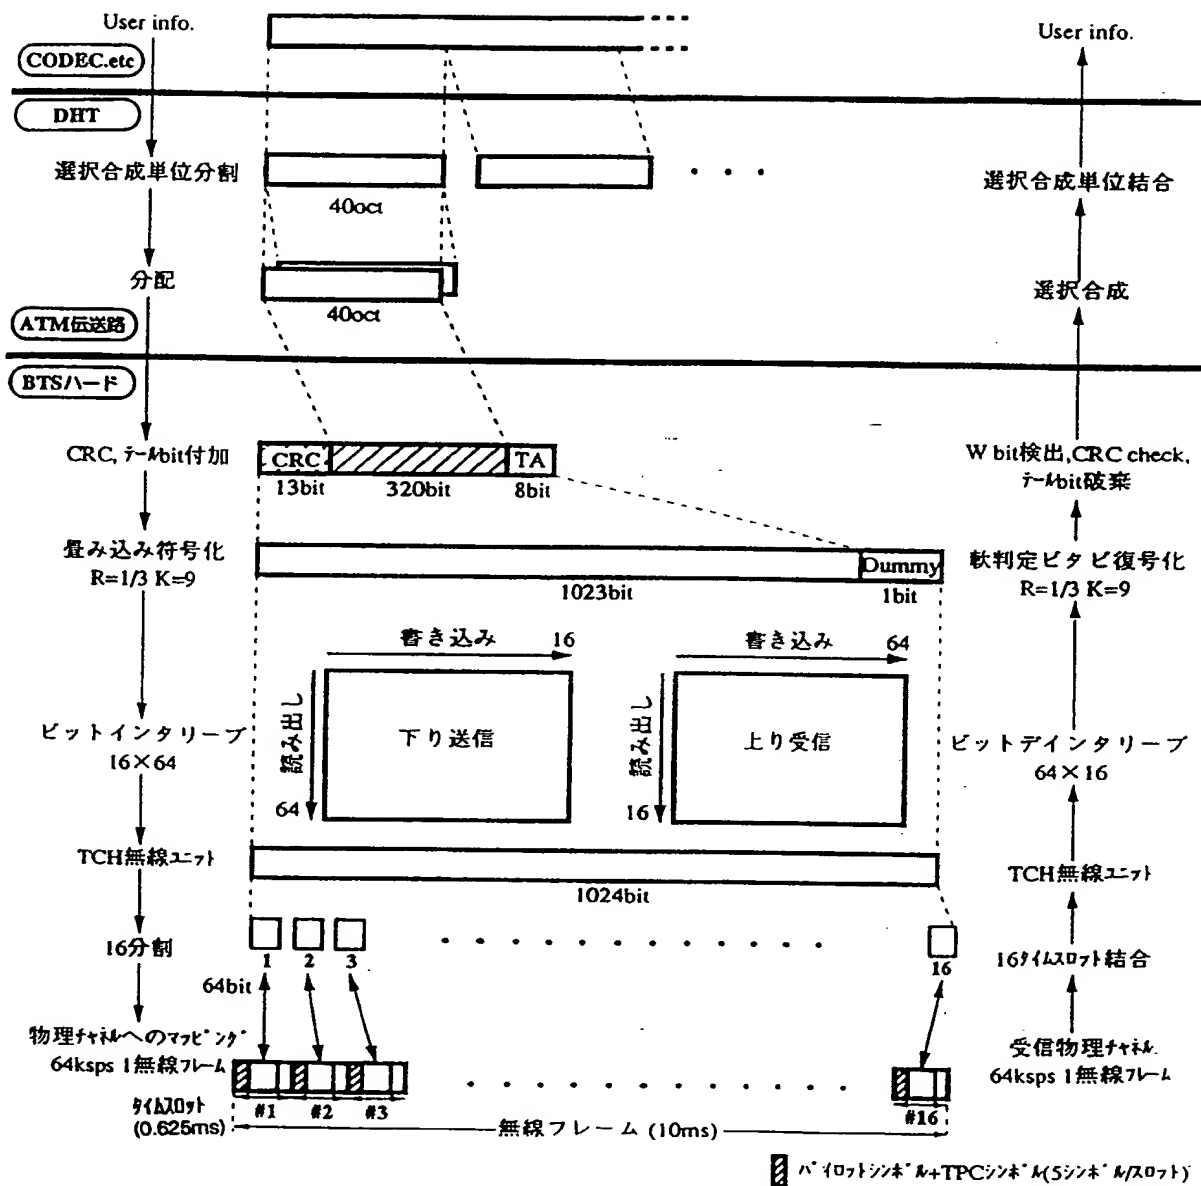 User info.
User info.
CODEC.etc
DHT
選択合成単位分割
40oct
選択合成単位結合
分配
40oct
選択合成
ATM伝送路
BTSハード
CRC, テールbit付加
CRC
TA
13bit
320bit
8bit
W bit検出,CRC check,
テールbit破棄
畳み込み符号化
R=1/3 K=9
Dummy
1023bit
1bit
軟判定ビタビ復号化
R=1/3 K=9
書き込み
16
書き込み
64
読み出し
64
下り送信
読み出し
16
上り受信
ビットインタリーブ
16×64
ビットデインタリーブ
64×16
TCH無線ユニット
1024bit
TCH無線ユニット
16分割
1
2
3
16
64bit
16タイムスロット結合
物理チャネルへのマッピング
64ksps 1無線フレーム
受信物理チャネル.
64ksps 1無線フレーム
タイムスロット
(0.625ms)
#1
#2
#3
#16
無線フレーム (10ms)
パイロットシンボル+TPCシンボル(5シンボル/スロット)